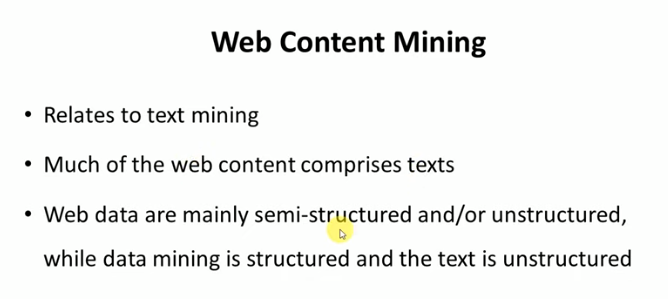 Web Content Mining
• Relates to text mining
• Much of the web content comprises texts
• Web data are mainly semi-structured and/or unstructured,
while data mining is structured and the text is unstructured